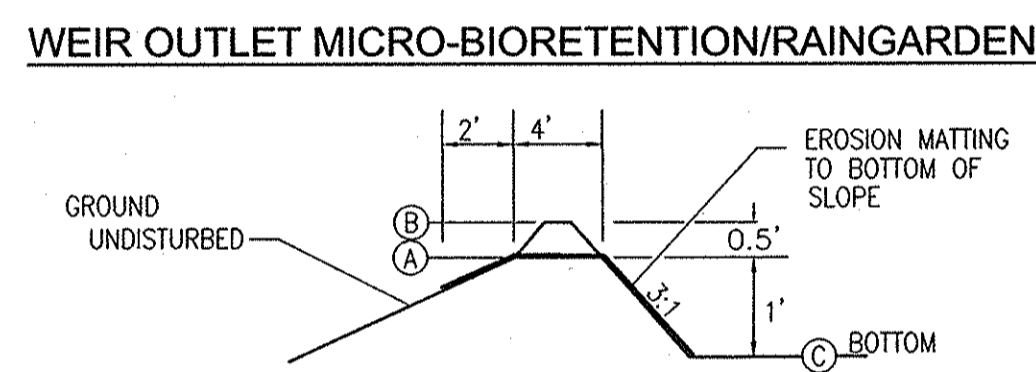 WEIR OUTLET MICRO-BIORETENTION/RAINGARDEN
2' 4'
EROSION MATTING
TO BOTTOM OF
SLOPE
GROUND
UNDISTURBED
B
0.5'
A
3:1
1'
C BOTTOM